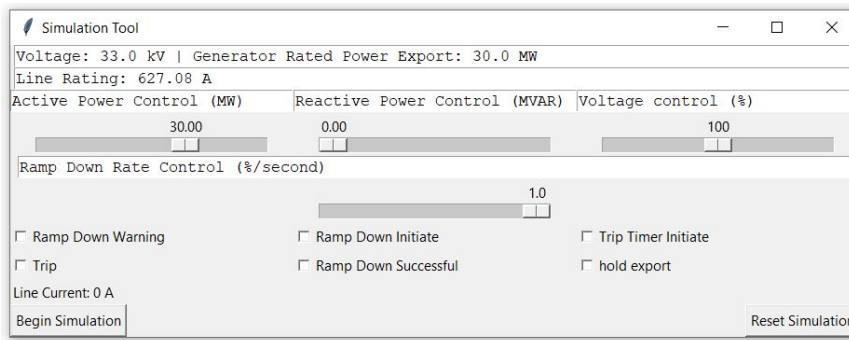 Simulation Tool
Voltage: 33.0 kV | Generator Rated Power Export: 30.0 MW
Line Rating: 627.08 A
Active Power Control (MW) Reactive Power Control (MVAR) Voltage control (%)
30.00 0.00 100
Ramp Down Rate Control (%/second)
1.0
Ramp Down Warning Ramp Down Initiate Trip Timer Initiate
Trip Ramp Down Successful hold export
Line Current: 0 A
Begin Simulation Reset Simulation